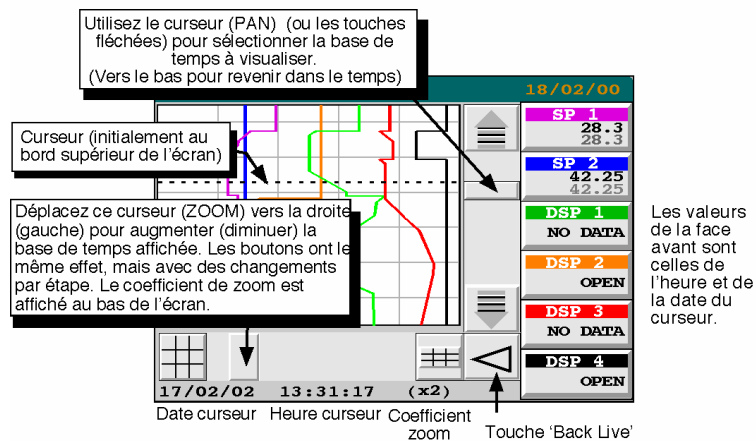 Utilisez le curseur (PAN) (ou les touches
fléchées) pour sélectionner la base de
temps à visualiser.
(Vers le bas pour revenir dans le temps)
18/02/00
Curseur (initialement au
bord supérieur de l'écran)
Déplacez ce curseur (ZOOM) vers la droite
(gauche) pour augmenter (diminuer) la
base de temps affichée. Les boutons ont le
même effet, mais avec des changements
par étape. Le coefficient de zoom est
affiché au bas de l'écran.
SP 1
28.3
28.3
SP 2
42.25
42.25
DSP 1
NO DATA
DSP 2
OPEN
DSP 3
NO DATA
DSP 4
OPEN
Les valeurs
de la face
avant sont
celles de
l'heure et de
la date du
curseur.
17/02/02 13:31:17 (x2)
Date curseur Heure curseur Coefficient
zoom
Touche 'Back Live'